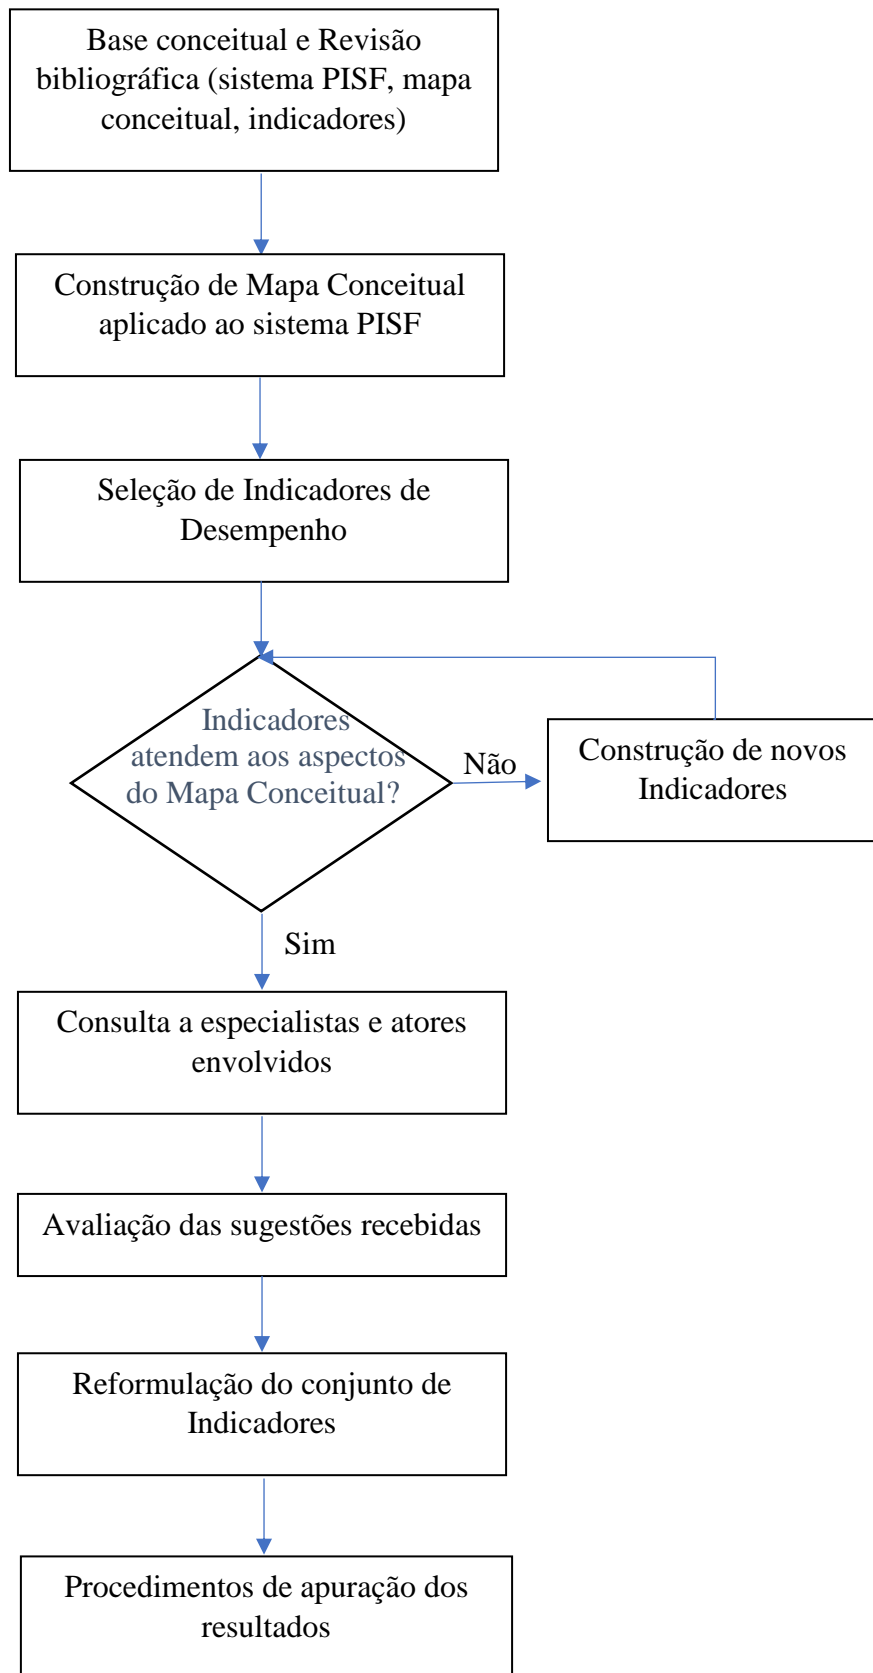 Base conceitual e Revisão
bibliográfica (sistema PISF, mapa
conceitual, indicadores)
Construção de Mapa Conceitual
aplicado ao sistema PISF
Seleção de Indicadores de
Desempenho
Indicadores
atendem aos aspectos
do Mapa Conceitual?
Não
Construção de novos
Indicadores
Sim
Consulta a especialistas e atores
envolvidos
Avaliação das sugestões recebidas
Reformulação do conjunto de
Indicadores
Procedimentos de apuração dos
resultados